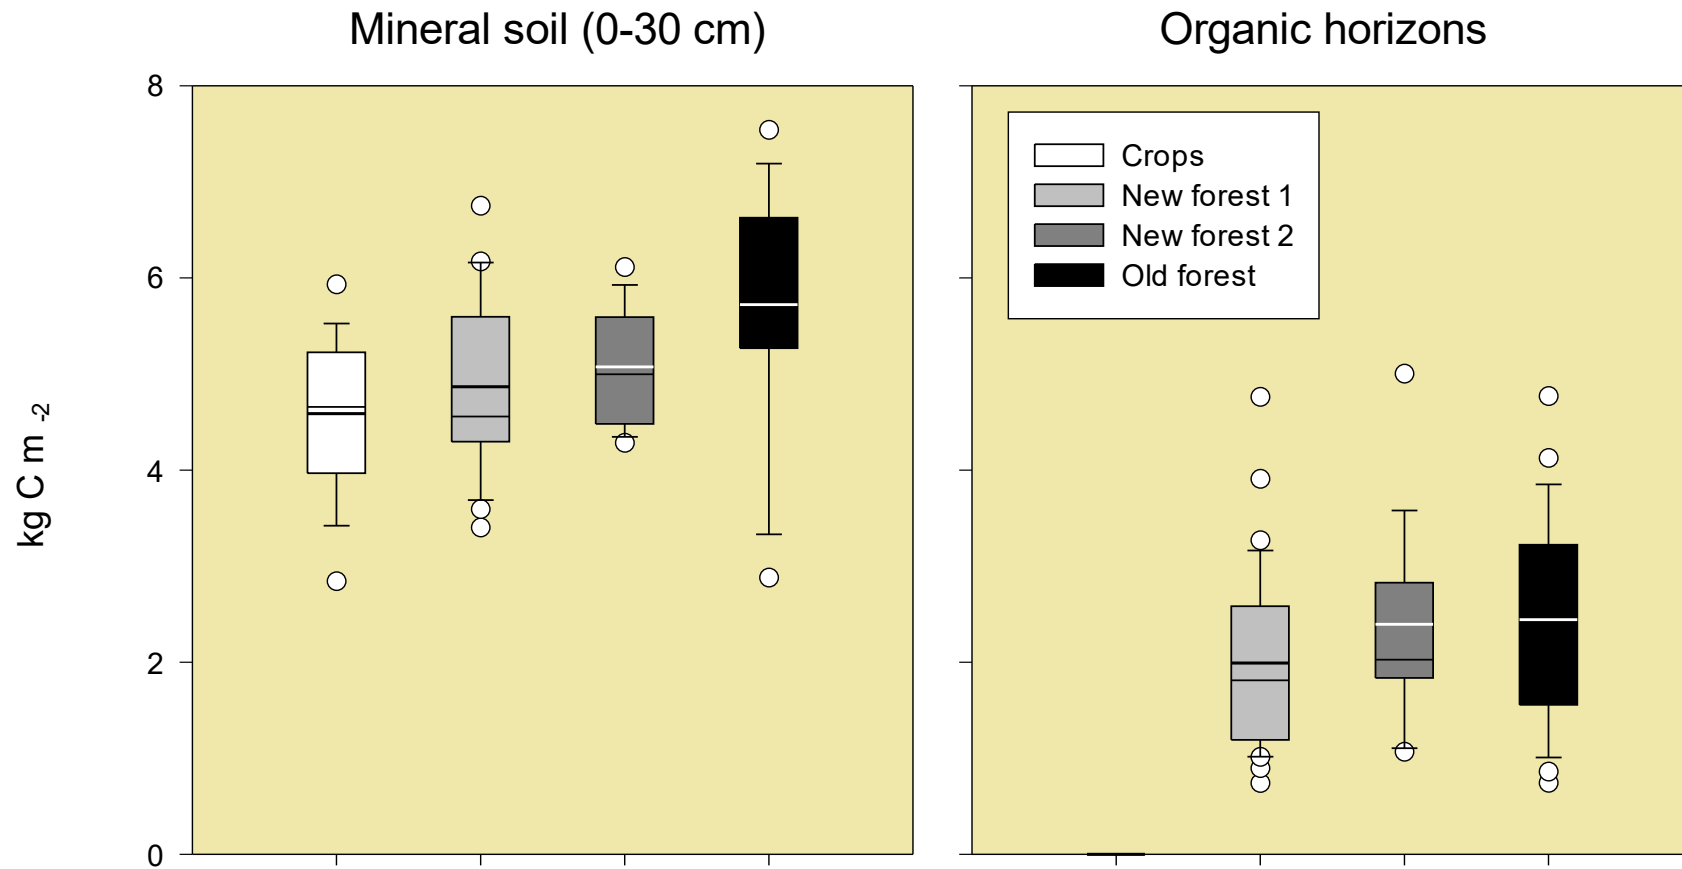 Mineral soil (0-30 cm)
Organic horizons
8
6
4
2
0
kg C m -2
Crops
New forest 1
New forest 2
Old forest